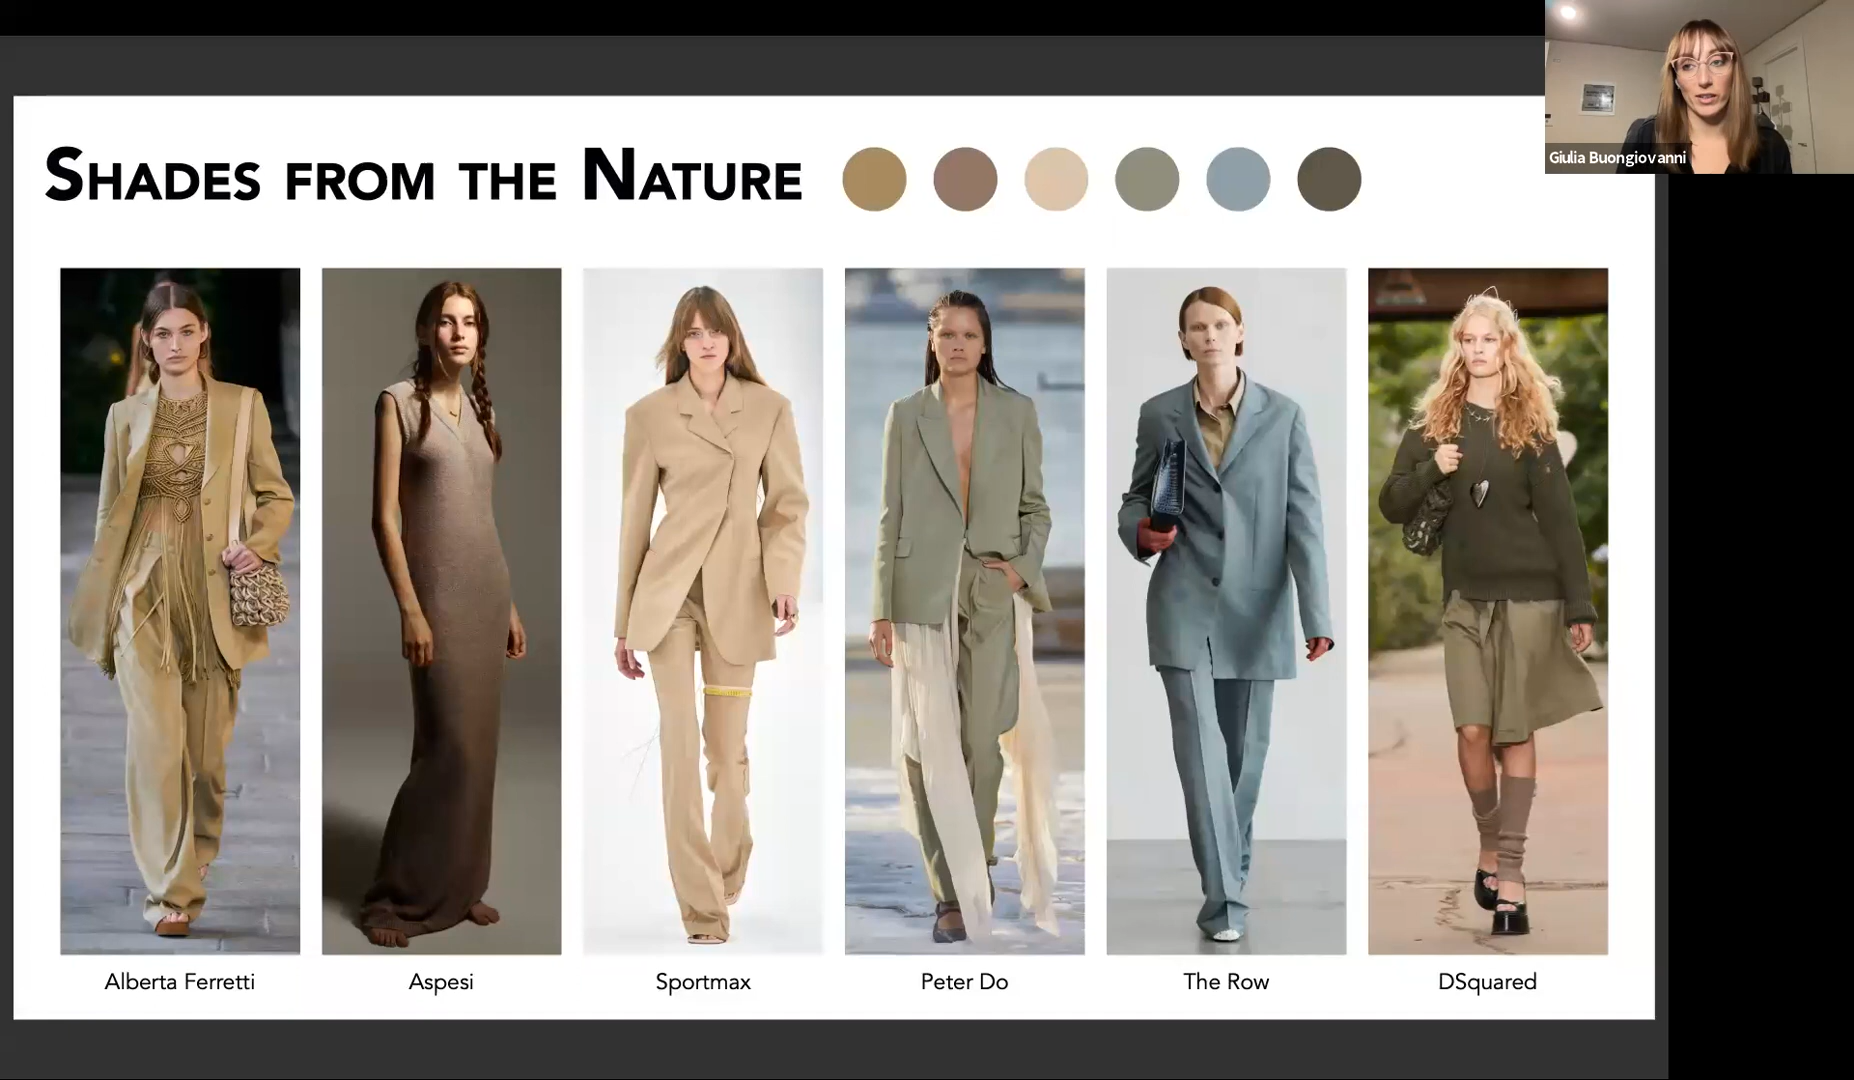 SHADES FROM THE NATURE
Giulia Buongiovanni
Alberta Ferretti
Aspesi
Sportmax
Peter Do
The Row
DSquared